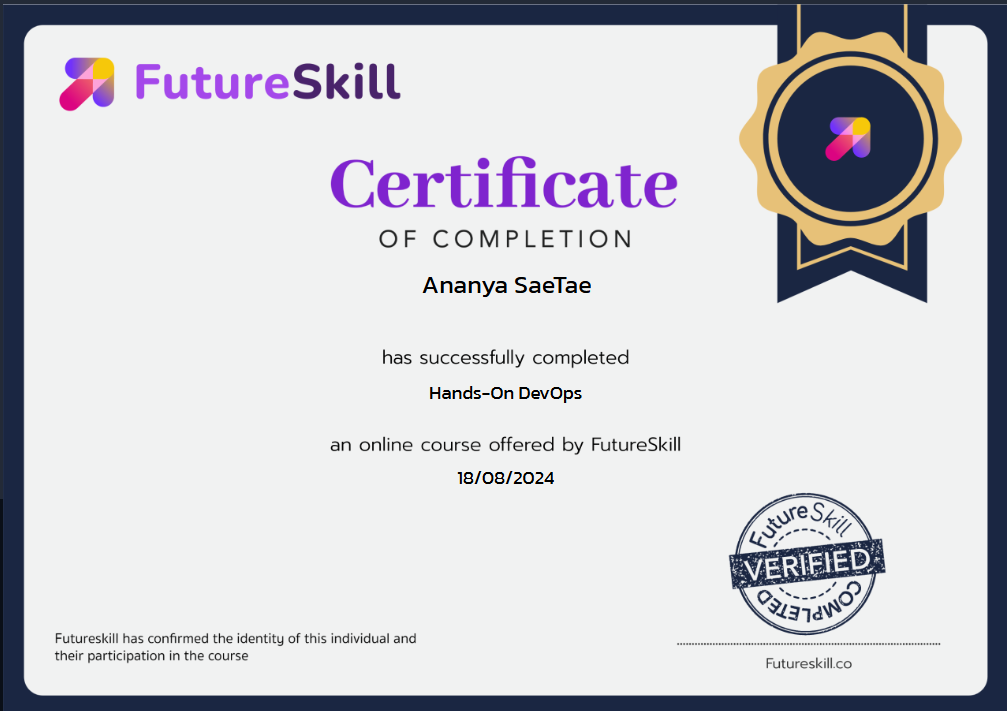 FutureSkill
Certificate
OF COMPLETION
Ananya SaeTae
has successfully completed
Hands-On DevOps
an online course offered by FutureSkill
18/08/2024
FutureSkill
VERIFIED
COMPLETED
Futureskill has confirmed the identity of this individual and
their participation in the course
Futureskill.co